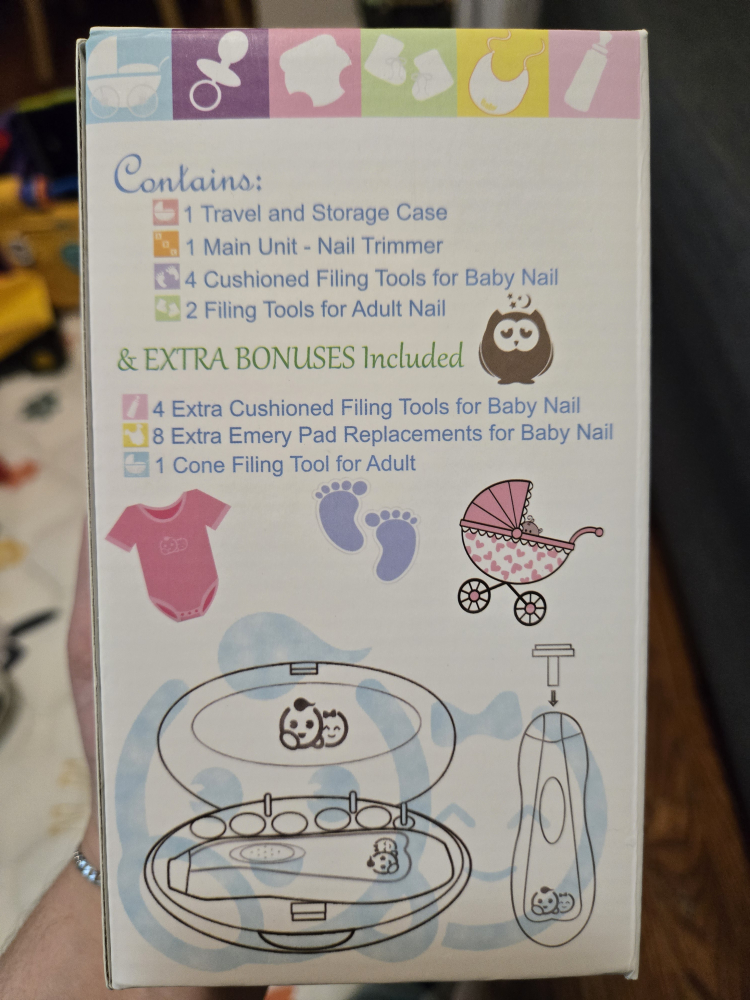 Contains:
1 Travel and Storage Case
1 Main Unit - Nail Trimmer
4 Cushioned Filing Tools for Baby Nail
2 Filing Tools for Adult Nail
& EXTRA BONUSES Included
4 Extra Cushioned Filing Tools for Baby Nail
8 Extra Emery Pad Replacements for Baby Nail
1 Cone Filing Tool for Adult